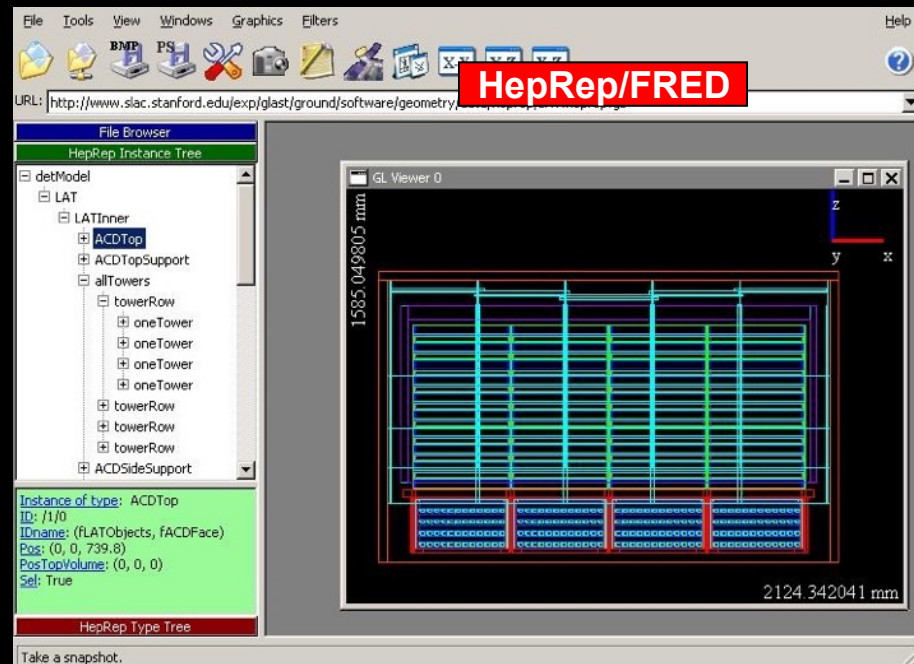 File Tools View Windows Graphics Filters Help
BMP PS X-Y
HepRep/FRED
URL: http://www.slac.stanford.edu/exp/glast/ground/software/geometry/
File Browser
HepRep Instance Tree
detModel
LAT
LATInner
ACDTop
ACDTopSupport
allTowers
towerRow
oneTower
oneTower
oneTower
oneTower
towerRow
towerRow
towerRow
ACDSideSupport
Instance of type: ACDTop
ID: /1/0
IDname: (fLATObjects, fACDFace)
Pos: (0, 0, 739.8)
PosTopVolume: (0, 0, 0)
Sel: True
HepRep Type Tree
GL Viewer 0
1585.049805 mm
z
y x
2124.342041 mm
Take a snapshot.